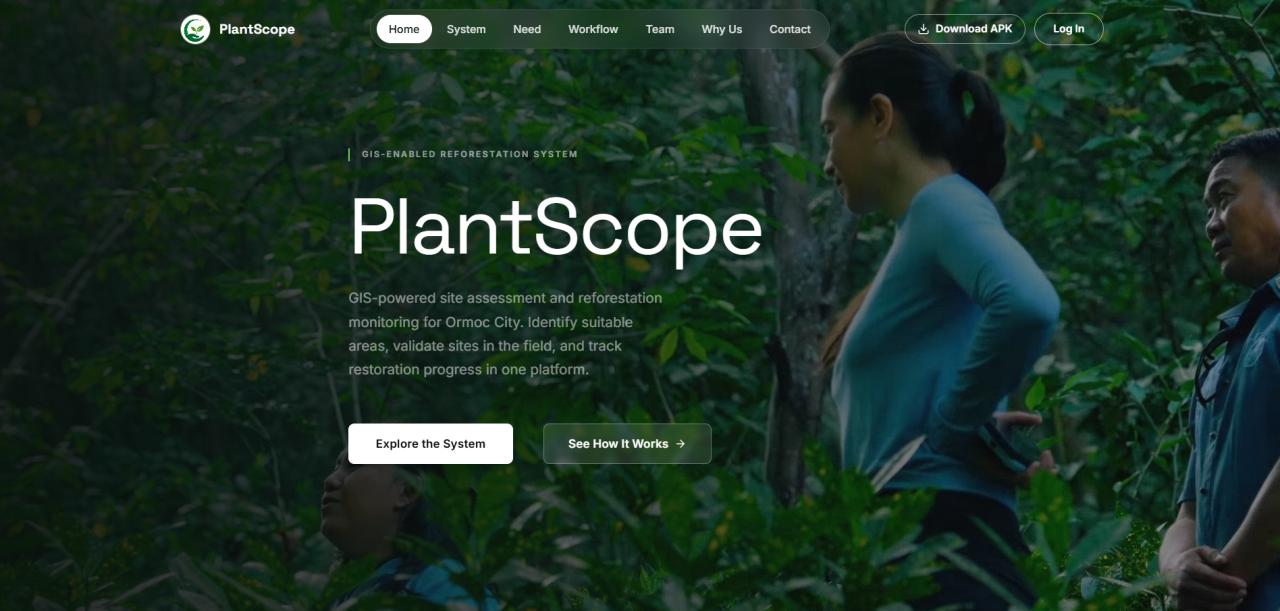 PlantScope
Home
System
Need
Workflow
Team
Why Us
Contact
Download APK
Log In
GIS-ENABLED REFORESTATION SYSTEM
PlantScope
GIS-powered site assessment and reforestation
monitoring for Ormoc City. Identify suitable
areas, validate sites in the field, and track
restoration progress in one platform.
Explore the System
See How It Works →